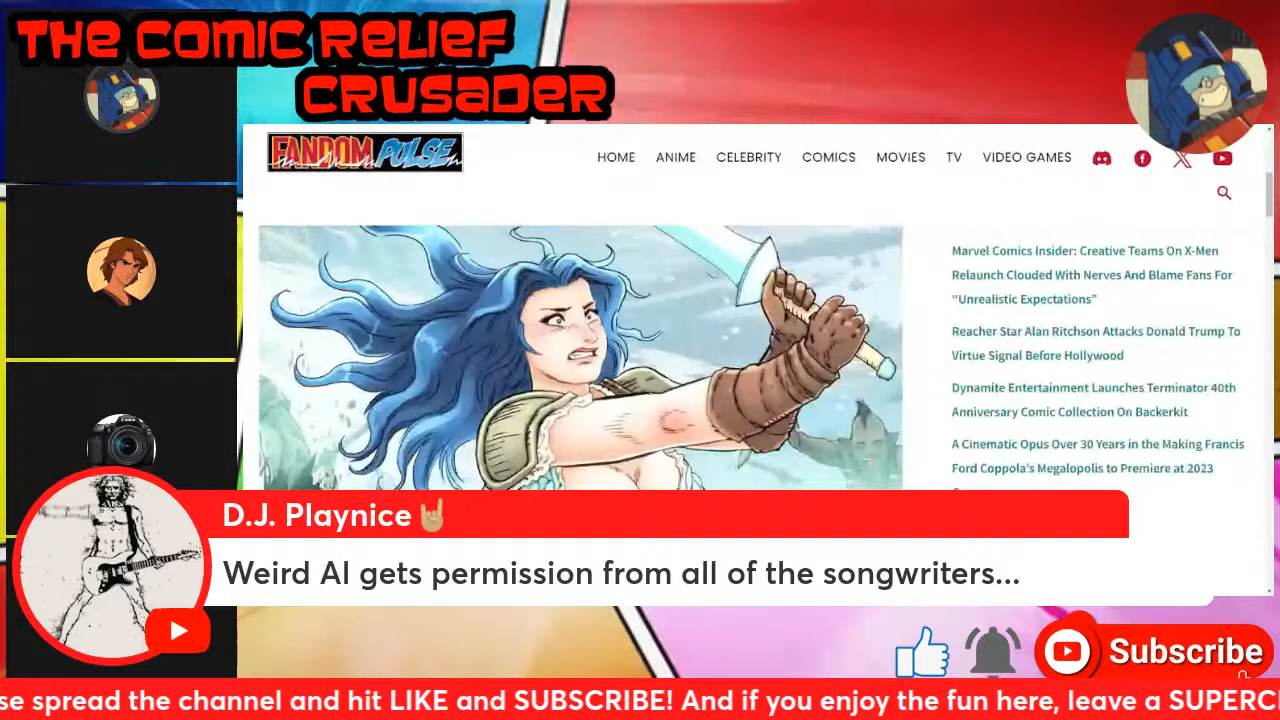 THE COMIC RELIEF
CRUSADER
FANDOM PULSE
HOME ANIME CELEBRITY COMICS MOVIES TV VIDEO GAMES
Marvel Comics Insider: Creative Teams On X-Men
Relaunch Clouded With Nerves And Blame Fans For
“Unrealistic Expectations”
Reacher Star Alan Ritchson Attacks Donald Trump To
Virtue Signal Before Hollywood
Dynamite Entertainment Launches Terminator 40th
Anniversary Comic Collection On Backerkit
A Cinematic Opus Over 30 Years in the Making Francis
Ford Coppola's Megalopolis to Premiere at 2023
Canon
D.J. Playnice🤘🏼
Weird Al gets permission from all of the songwriters...
Subscribe
se spread the channel and hit LIKE and SUBSCRIBE! And if you enjoy the fun here, leave a SUPERC